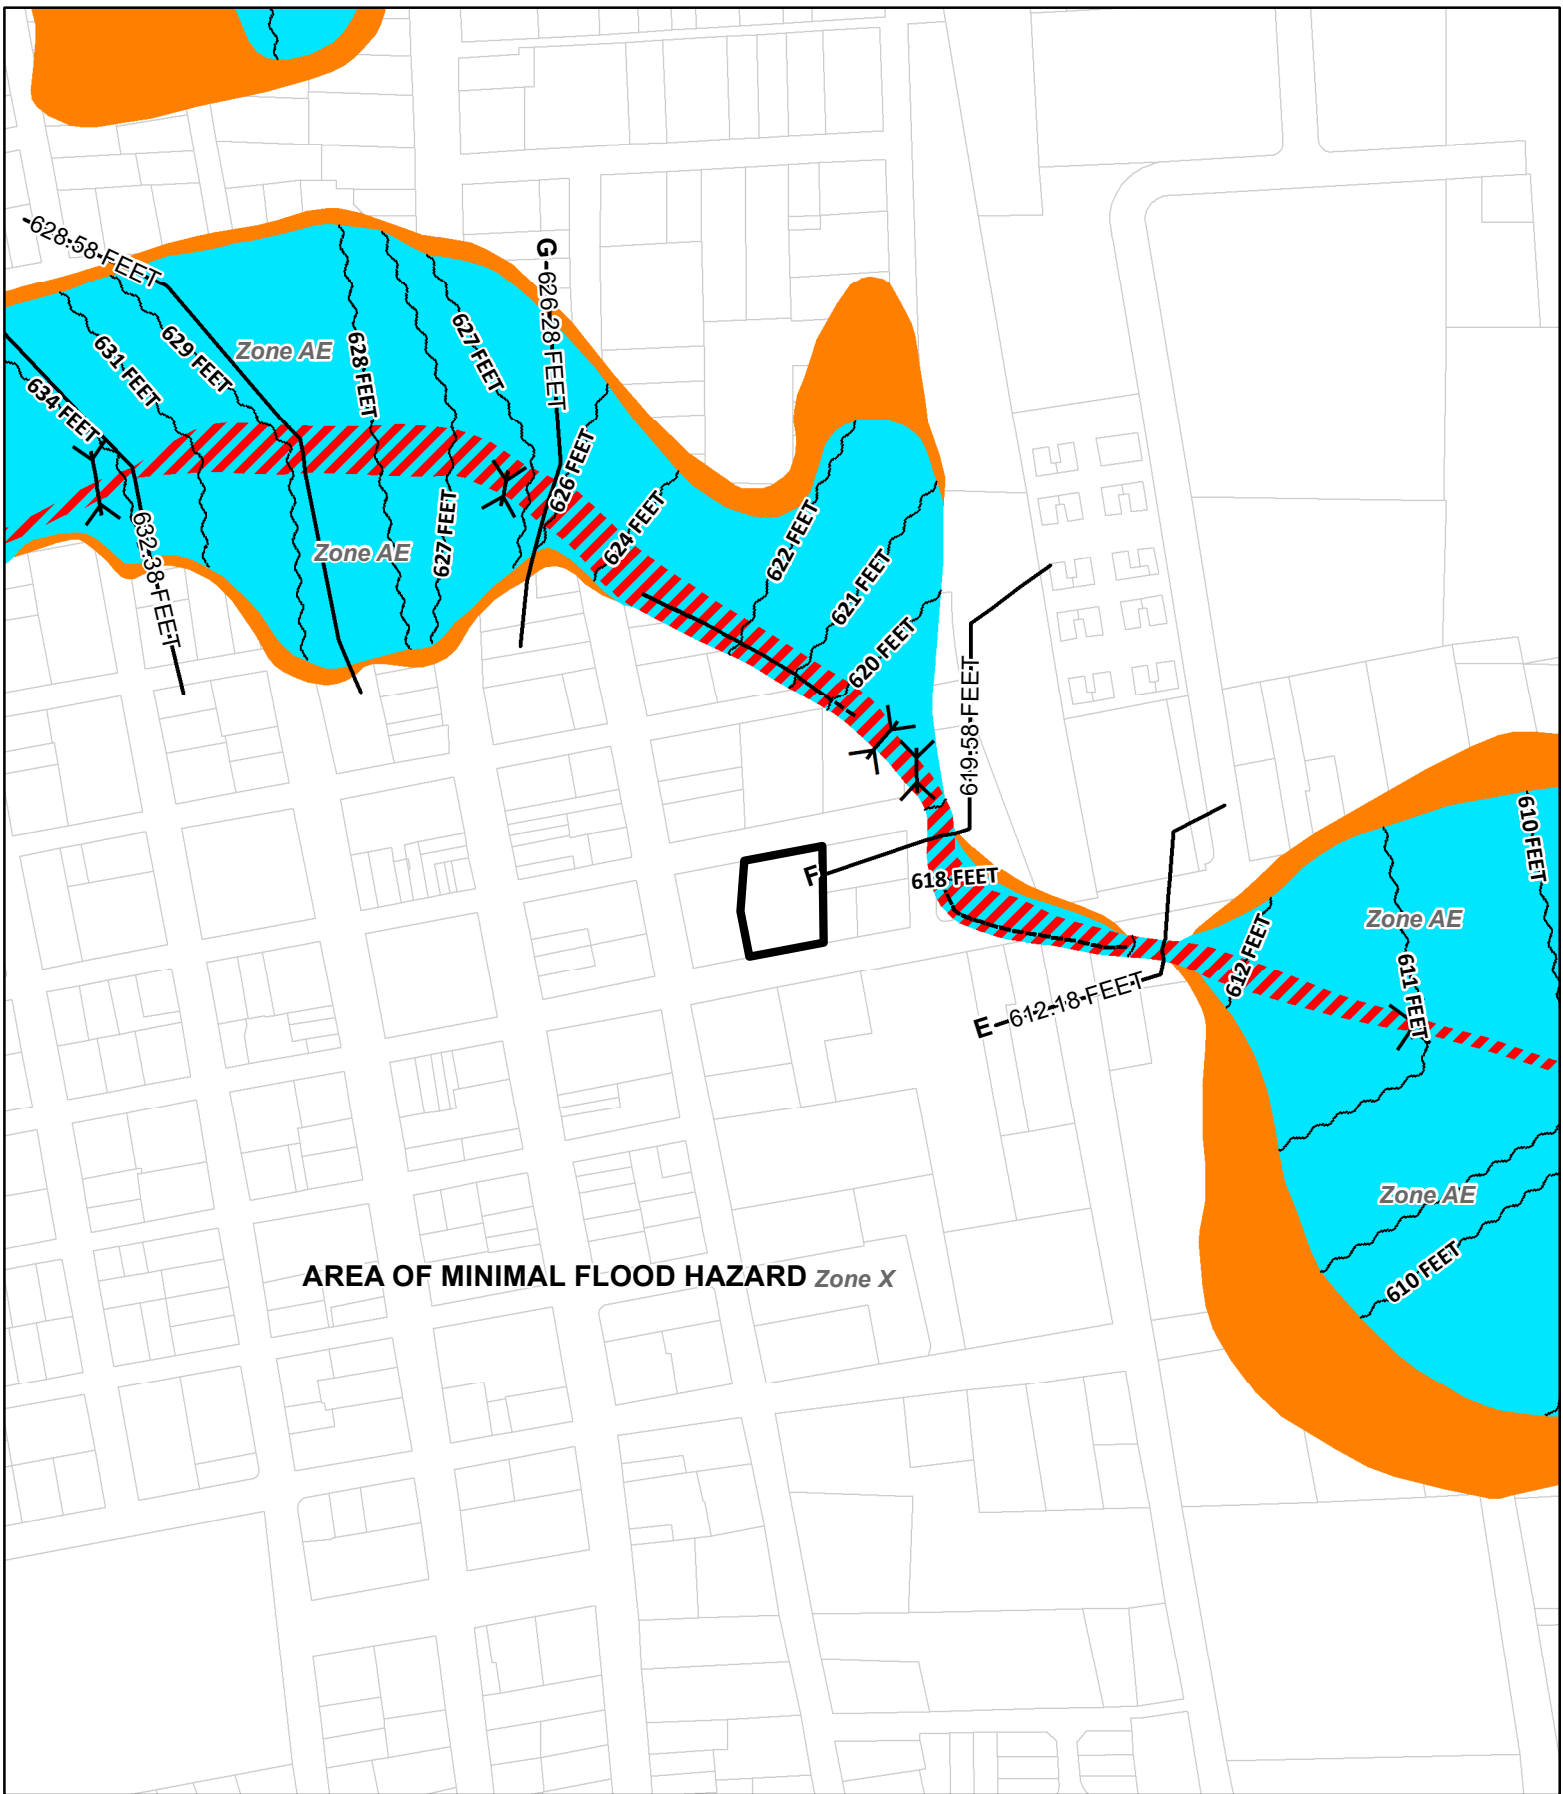 628.58 FEET
G 626.28 FEET
634 FEET
631 FEET
629 FEET
Zone AE
628 FEET
627 FEET
632.38 FEET
Zone AE
627 FEET
626 FEET
624 FEET
622 FEET
621 FEET
620 FEET
619.58 FEET
F
618 FEET
E 612.18 FEET
612 FEET
611 FEET
610 FEET
Zone AE
Zone AE
610 FEET
AREA OF MINIMAL FLOOD HAZARD Zone X